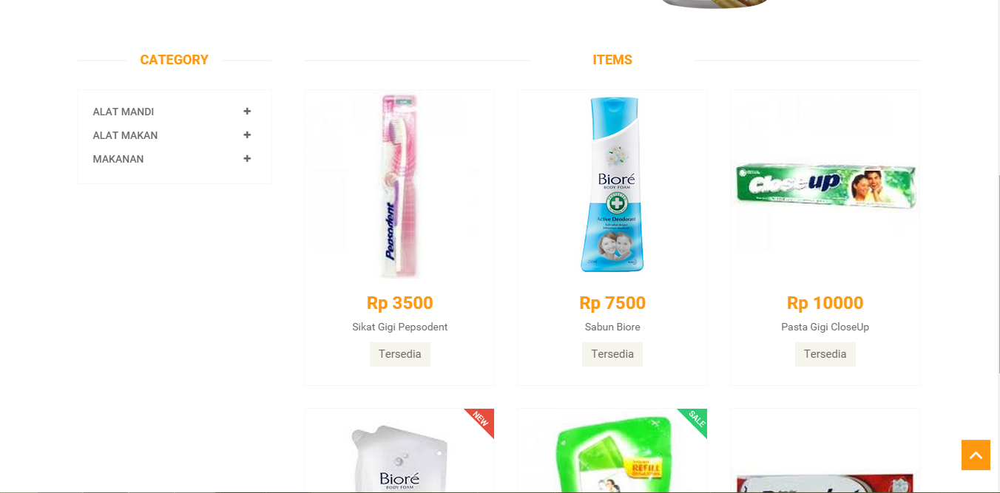 CATEGORY
ITEMS
ALAT MANDI
ALAT MAKAN
MAKANAN
Pepsodent
Bioré
BODY FOAM
Active Deodorant
Closeup
Rp 3500
Sikat Gigi Pepsodent
Tersedia
Rp 7500
Sabun Biore
Tersedia
Rp 10000
Pasta Gigi CloseUp
Tersedia
NEW
Bioré
BODY FOAM
SALE
REFILL